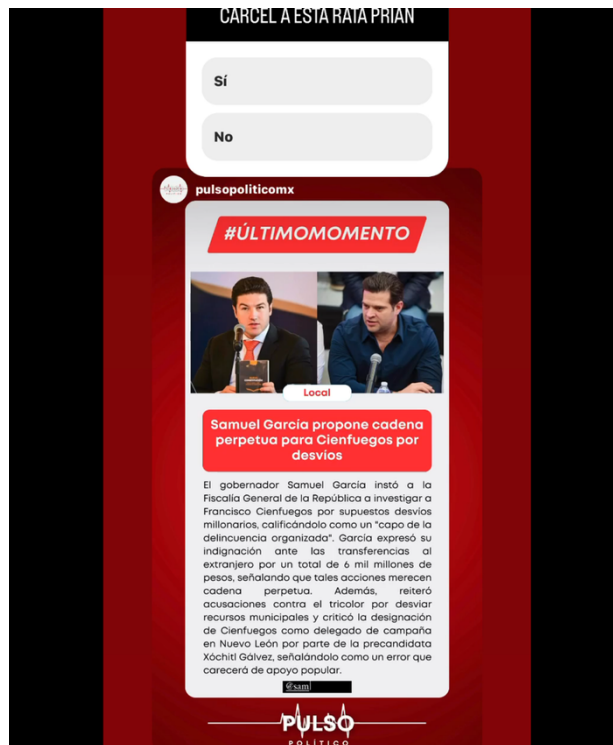 CARCEL A ESTA RATA PRIAN
Sí
No
pulsopoliticomx
#ÚLTIMOMOMENTO
Local
Samuel García propone cadena
perpetua para Cienfuegos por
desvíos
El gobernador Samuel García instó a la
Fiscalía General de la República a investigar a
Francisco Cienfuegos por supuestos desvíos
millonarios, calificándolo como un "capo de la
delincuencia organizada". García expresó su
indignación ante las transferencias al
extranjero por un total de 6 mil millones de
pesos, señalando que tales acciones merecen
cadena perpetua. Además, reiteró
acusaciones contra el tricolor por desviar
recursos municipales y criticó la designación
de Cienfuegos como delegado de campaña
en Nuevo León por parte de la precandidata
Xóchitl Gálvez, señalándolo como un error que
carecerá de apoyo popular.
@sam
PULSO
POLÍTICO